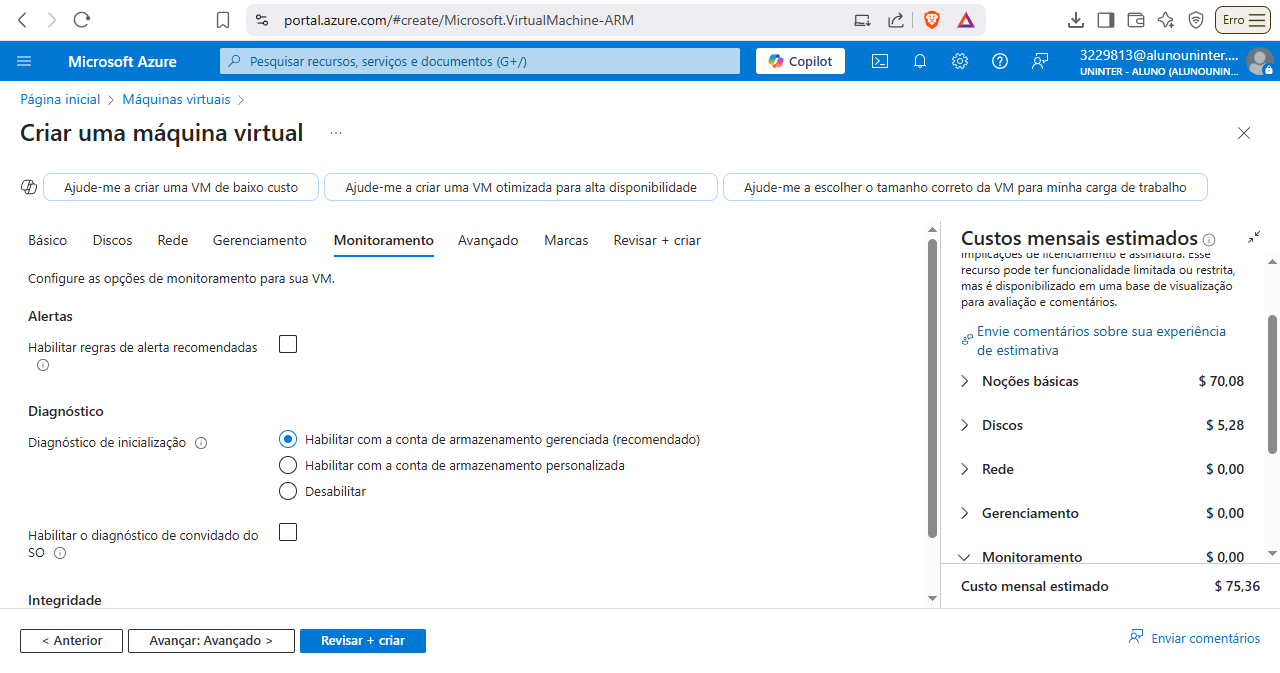 portal.azure.com/#create/Microsoft.VirtualMachine-ARM
Erro
Microsoft Azure
Pesquisar recursos, serviços e documentos (G+/)
Copilot
3229813@alunouninter....
UNINTER - ALUNO (ALUNOUNIN...
Página inicial > Máquinas virtuais >
Criar uma máquina virtual ...
Ajude-me a criar uma VM de baixo custo
Ajude-me a criar uma VM otimizada para alta disponibilidade
Ajude-me a escolher o tamanho correto da VM para minha carga de trabalho
Básico Discos Rede Gerenciamento Monitoramento Avançado Marcas Revisar + criar
Configure as opções de monitoramento para sua VM.
Alertas
Habilitar regras de alerta recomendadas
Diagnóstico
Diagnóstico de inicialização
Habilitar com a conta de armazenamento gerenciada (recomendado)
Habilitar com a conta de armazenamento personalizada
Desabilitar
Habilitar o diagnóstico de convidado do
SO
Integridade
Custos mensais estimados
implicações de licenciamento e assinatura. Esse
recurso pode ter funcionalidade limitada ou restrita,
mas é disponibilizado em uma base de visualização
para avaliação e comentários.
Envie comentários sobre sua experiência
de estimativa
Noções básicas $ 70,08
Discos $ 5,28
Rede $ 0,00
Gerenciamento $ 0,00
Monitoramento $ 0,00
Custo mensal estimado $ 75,36
< Anterior
Avançar: Avançado >
Revisar + criar
Enviar comentários